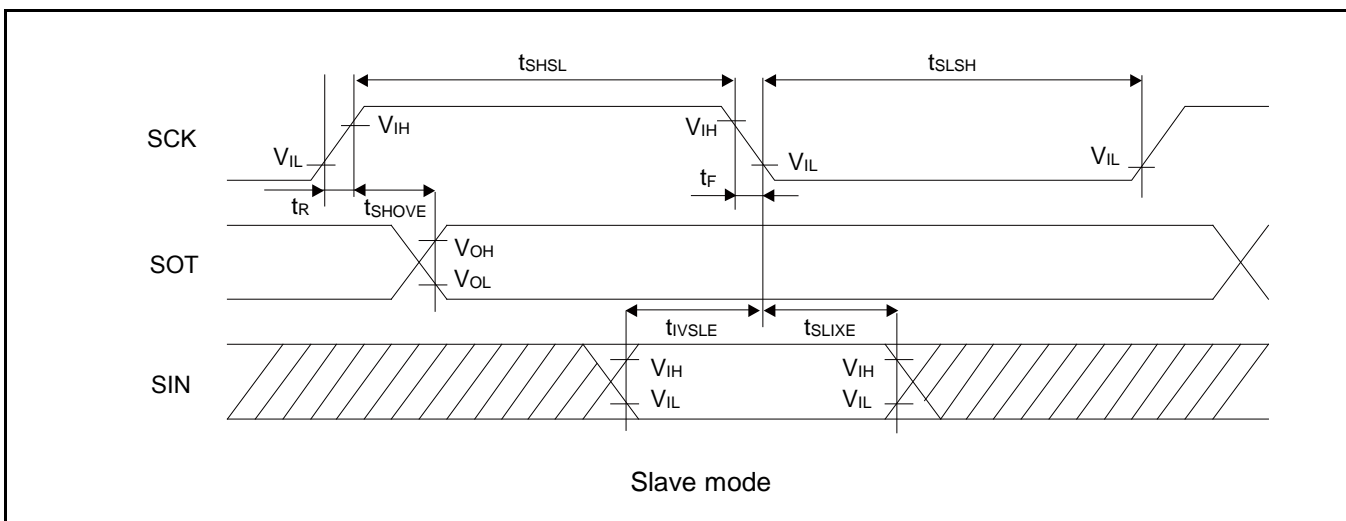 tSHSL
tSLSH
SCK
VIH
VIH
VIL
VIL
VIL
tF
tR
tSHOVE
SOT
VOH
VOL
tIVSLE
tSLIXE
SIN
VIH
VIH
VIL
VIL
Slave mode